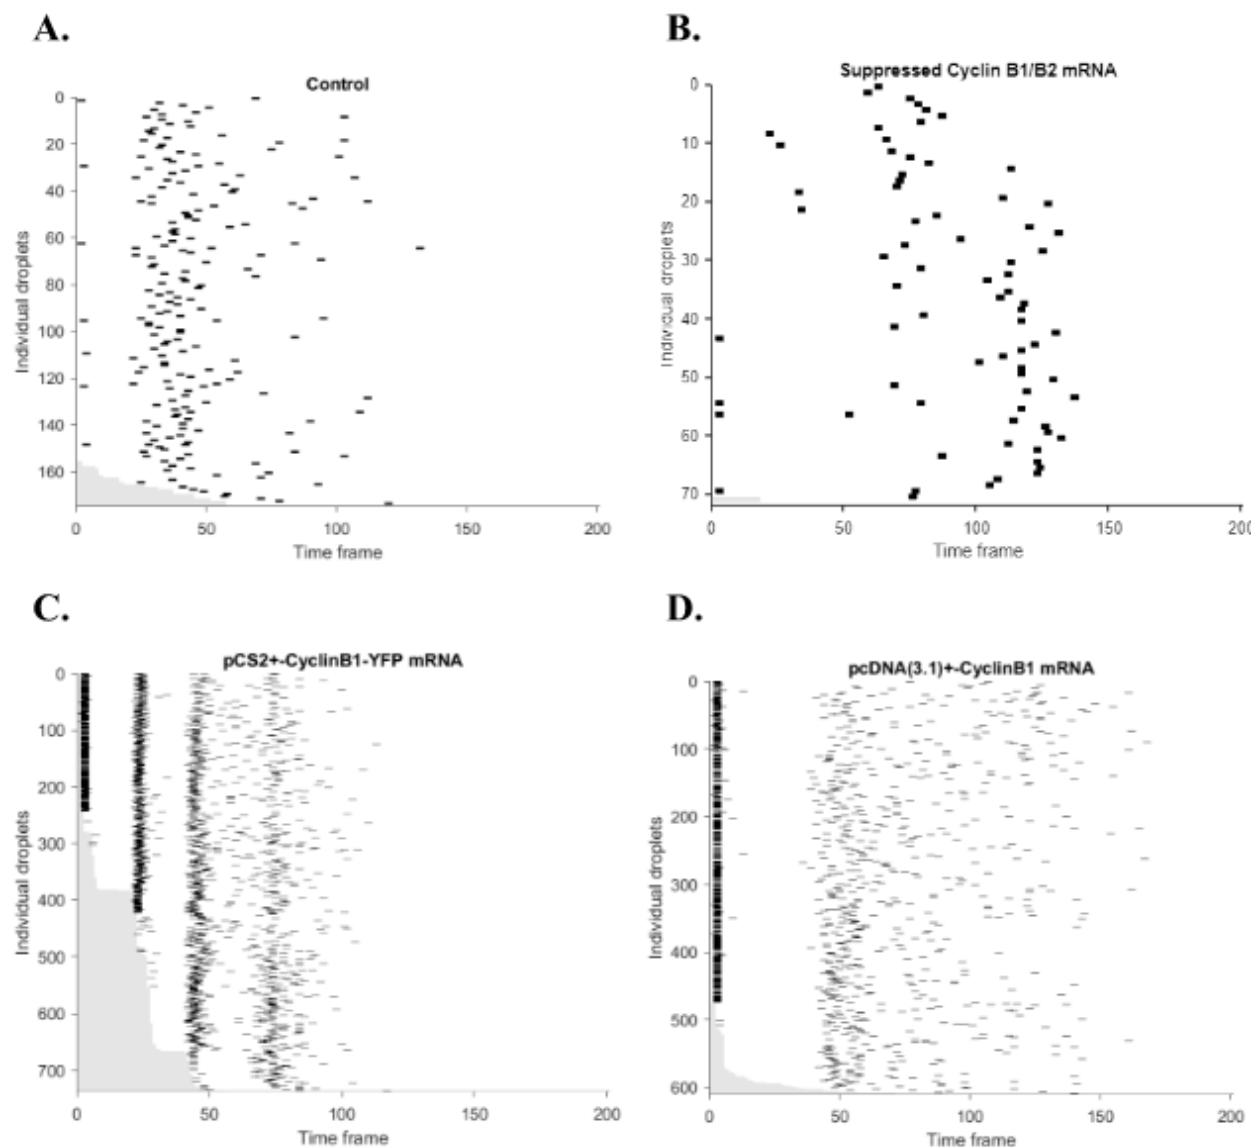 A.
Control
Individual droplets
0
20
40
60
80
100
120
140
160
0 50 100 150 200
Time frame
B.
Suppressed Cyclin B1/B2 mRNA
Individual droplets
0
10
20
30
40
50
60
70
0 50 100 150 200
Time frame
C.
pCS2+-CyclinB1-YFP mRNA
Individual droplets
0
100
200
300
400
500
600
700
0 50 100 150 200
Time frame
D.
pcDNA(3.1)+-CyclinB1 mRNA
Individual droplets
0
100
200
300
400
500
600
0 50 100 150 200
Time frame